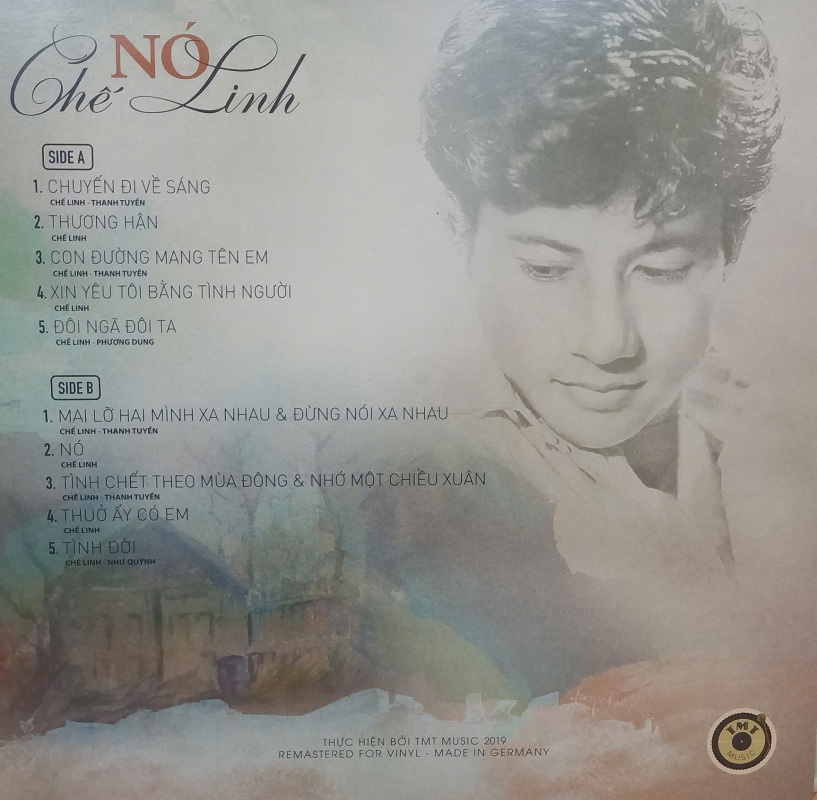 NÓ
Chế Linh
SIDE A
1. CHUYẾN ĐI VỀ SÁNG
CHẾ LINH - THANH TUYỀN
2. THƯƠNG HẬN
CHẾ LINH
3. CON ĐƯỜNG MANG TÊN EM
CHẾ LINH - THANH TUYỀN
4. XIN YÊU TÔI BẰNG TÌNH NGƯỜI
CHẾ LINH
5. ĐÔI NGÃ ĐÔI TA
CHẾ LINH - PHƯƠNG DUNG
SIDE B
1. MAI LỠ HAI MÌNH XA NHAU & ĐỪNG NÓI XA NHAU
CHẾ LINH - THANH TUYỀN
2. NÓ
CHẾ LINH
3. TÌNH CHẾT THEO MÙA ĐÔNG & NHỚ MỘT CHIỀU XUÂN
CHẾ LINH - THANH TUYỀN
4. THUỞ ẤY CÓ EM
CHẾ LINH
5. TÌNH ĐỜI
CHẾ LINH - NHƯ QUỲNH
THỰC HIỆN BỞI TMT MUSIC 2019
REMASTERED FOR VINYL - MADE IN GERMANY
TMT
MUSIC